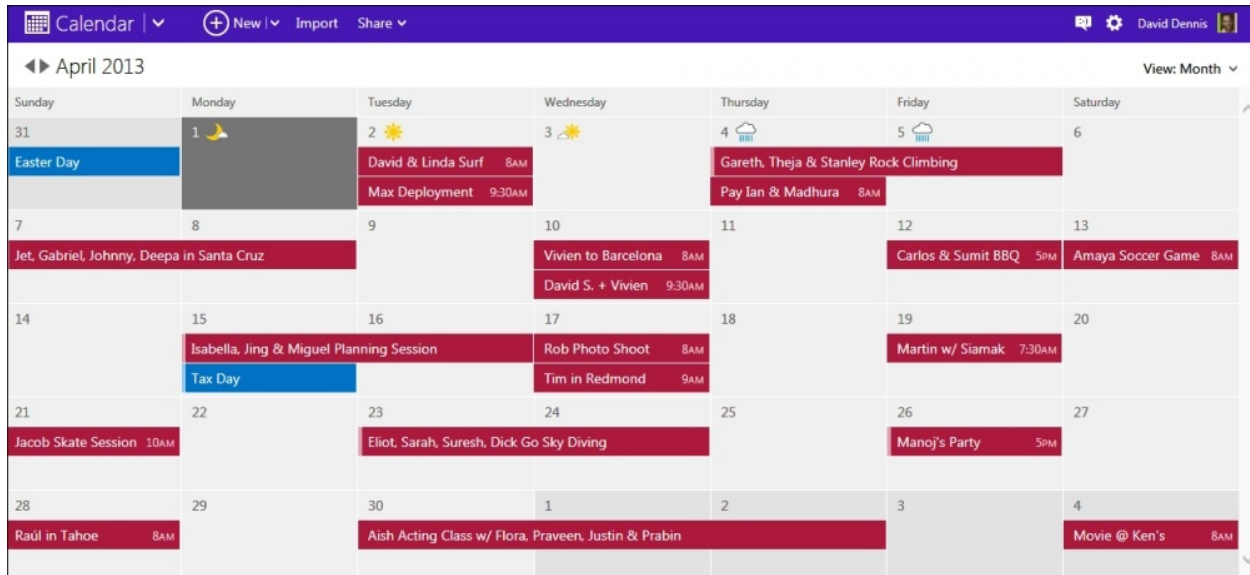 Calendar New Import Share David Dennis
April 2013 View: Month
Sunday Monday Tuesday Wednesday Thursday Friday Saturday
31 1 2 3 4 5 6
Easter Day David & Linda Surf 8AM Gareth, Theja & Stanley Rock Climbing
Max Deployment 9:30AM Pay Ian & Madhura 8AM
7 8 9 10 11 12 13
Jet, Gabriel, Johnny, Deepa in Santa Cruz Vivien to Barcelona 8AM Carlos & Sumit BBQ 5PM Amaya Soccer Game 8AM
David S. + Vivien 9:30AM
14 15 16 17 18 19 20
Isabella, Jing & Miguel Planning Session Rob Photo Shoot 8AM Martin w/ Siamak 7:30AM
Tax Day Tim in Redmond 9AM
21 22 23 24 25 26 27
Jacob Skate Session 10AM Eliot, Sarah, Suresh, Dick Go Sky Diving Manoj's Party 5PM
28 29 30 1 2 3 4
Raúl in Tahoe 8AM Aish Acting Class w/ Flora, Praveen, Justin & Prabin Movie @ Ken's 8AM